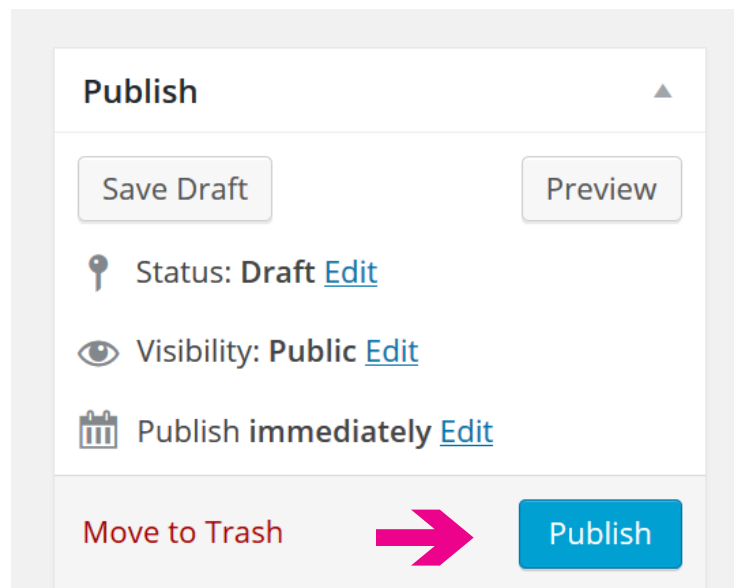 Publish
Save Draft Preview
Status: Draft Edit
Visibility: Public Edit
Publish immediately Edit
Move to Trash Publish